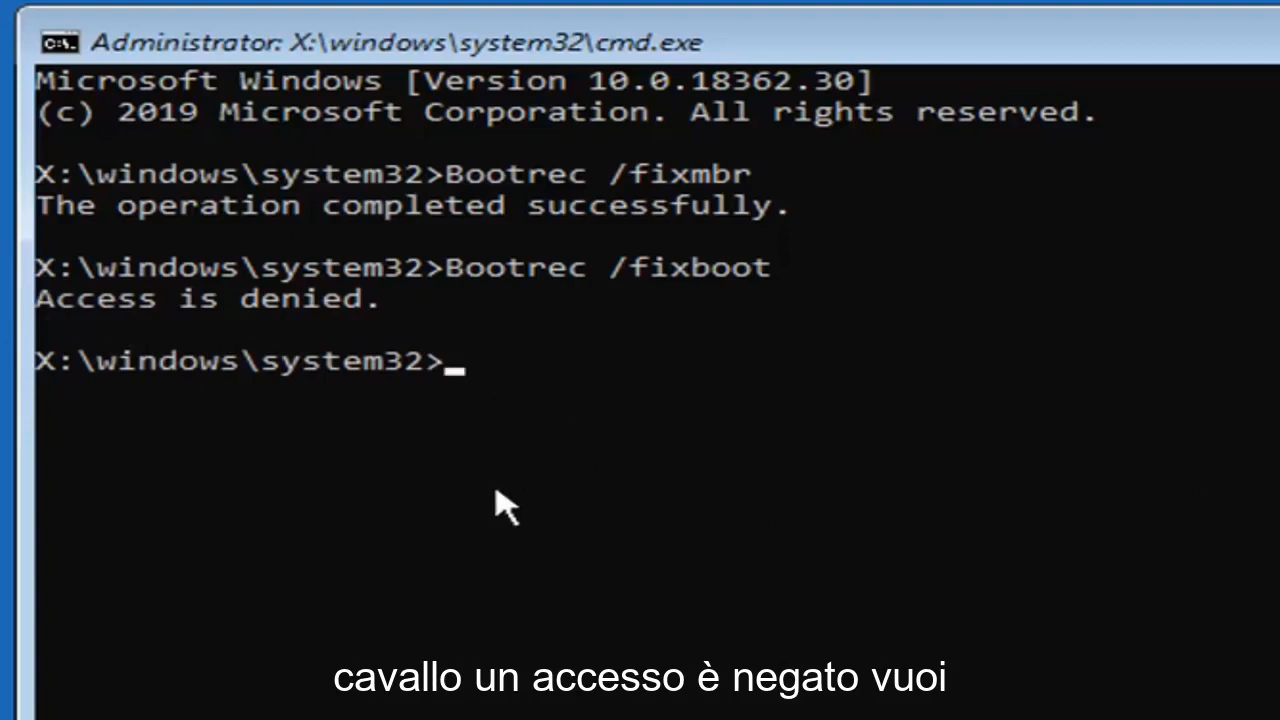 Administrator: X:\windows\system32\cmd.exe
Microsoft Windows [Version 10.0.18362.30]
(c) 2019 Microsoft Corporation. All rights reserved.
X:\windows\system32>Bootrec /fixmbr
The operation completed successfully.
X:\windows\system32>Bootrec /fixboot
Access is denied.
X:\windows\system32>
cavallo un accesso è negato vuoi